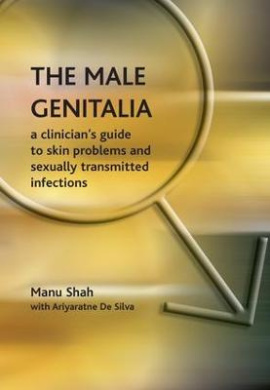 THE MALE
GENITALIA
a clinician's guide
to skin problems and
sexually transmitted
infections
Manu Shah
with Ariyaratne De Silva